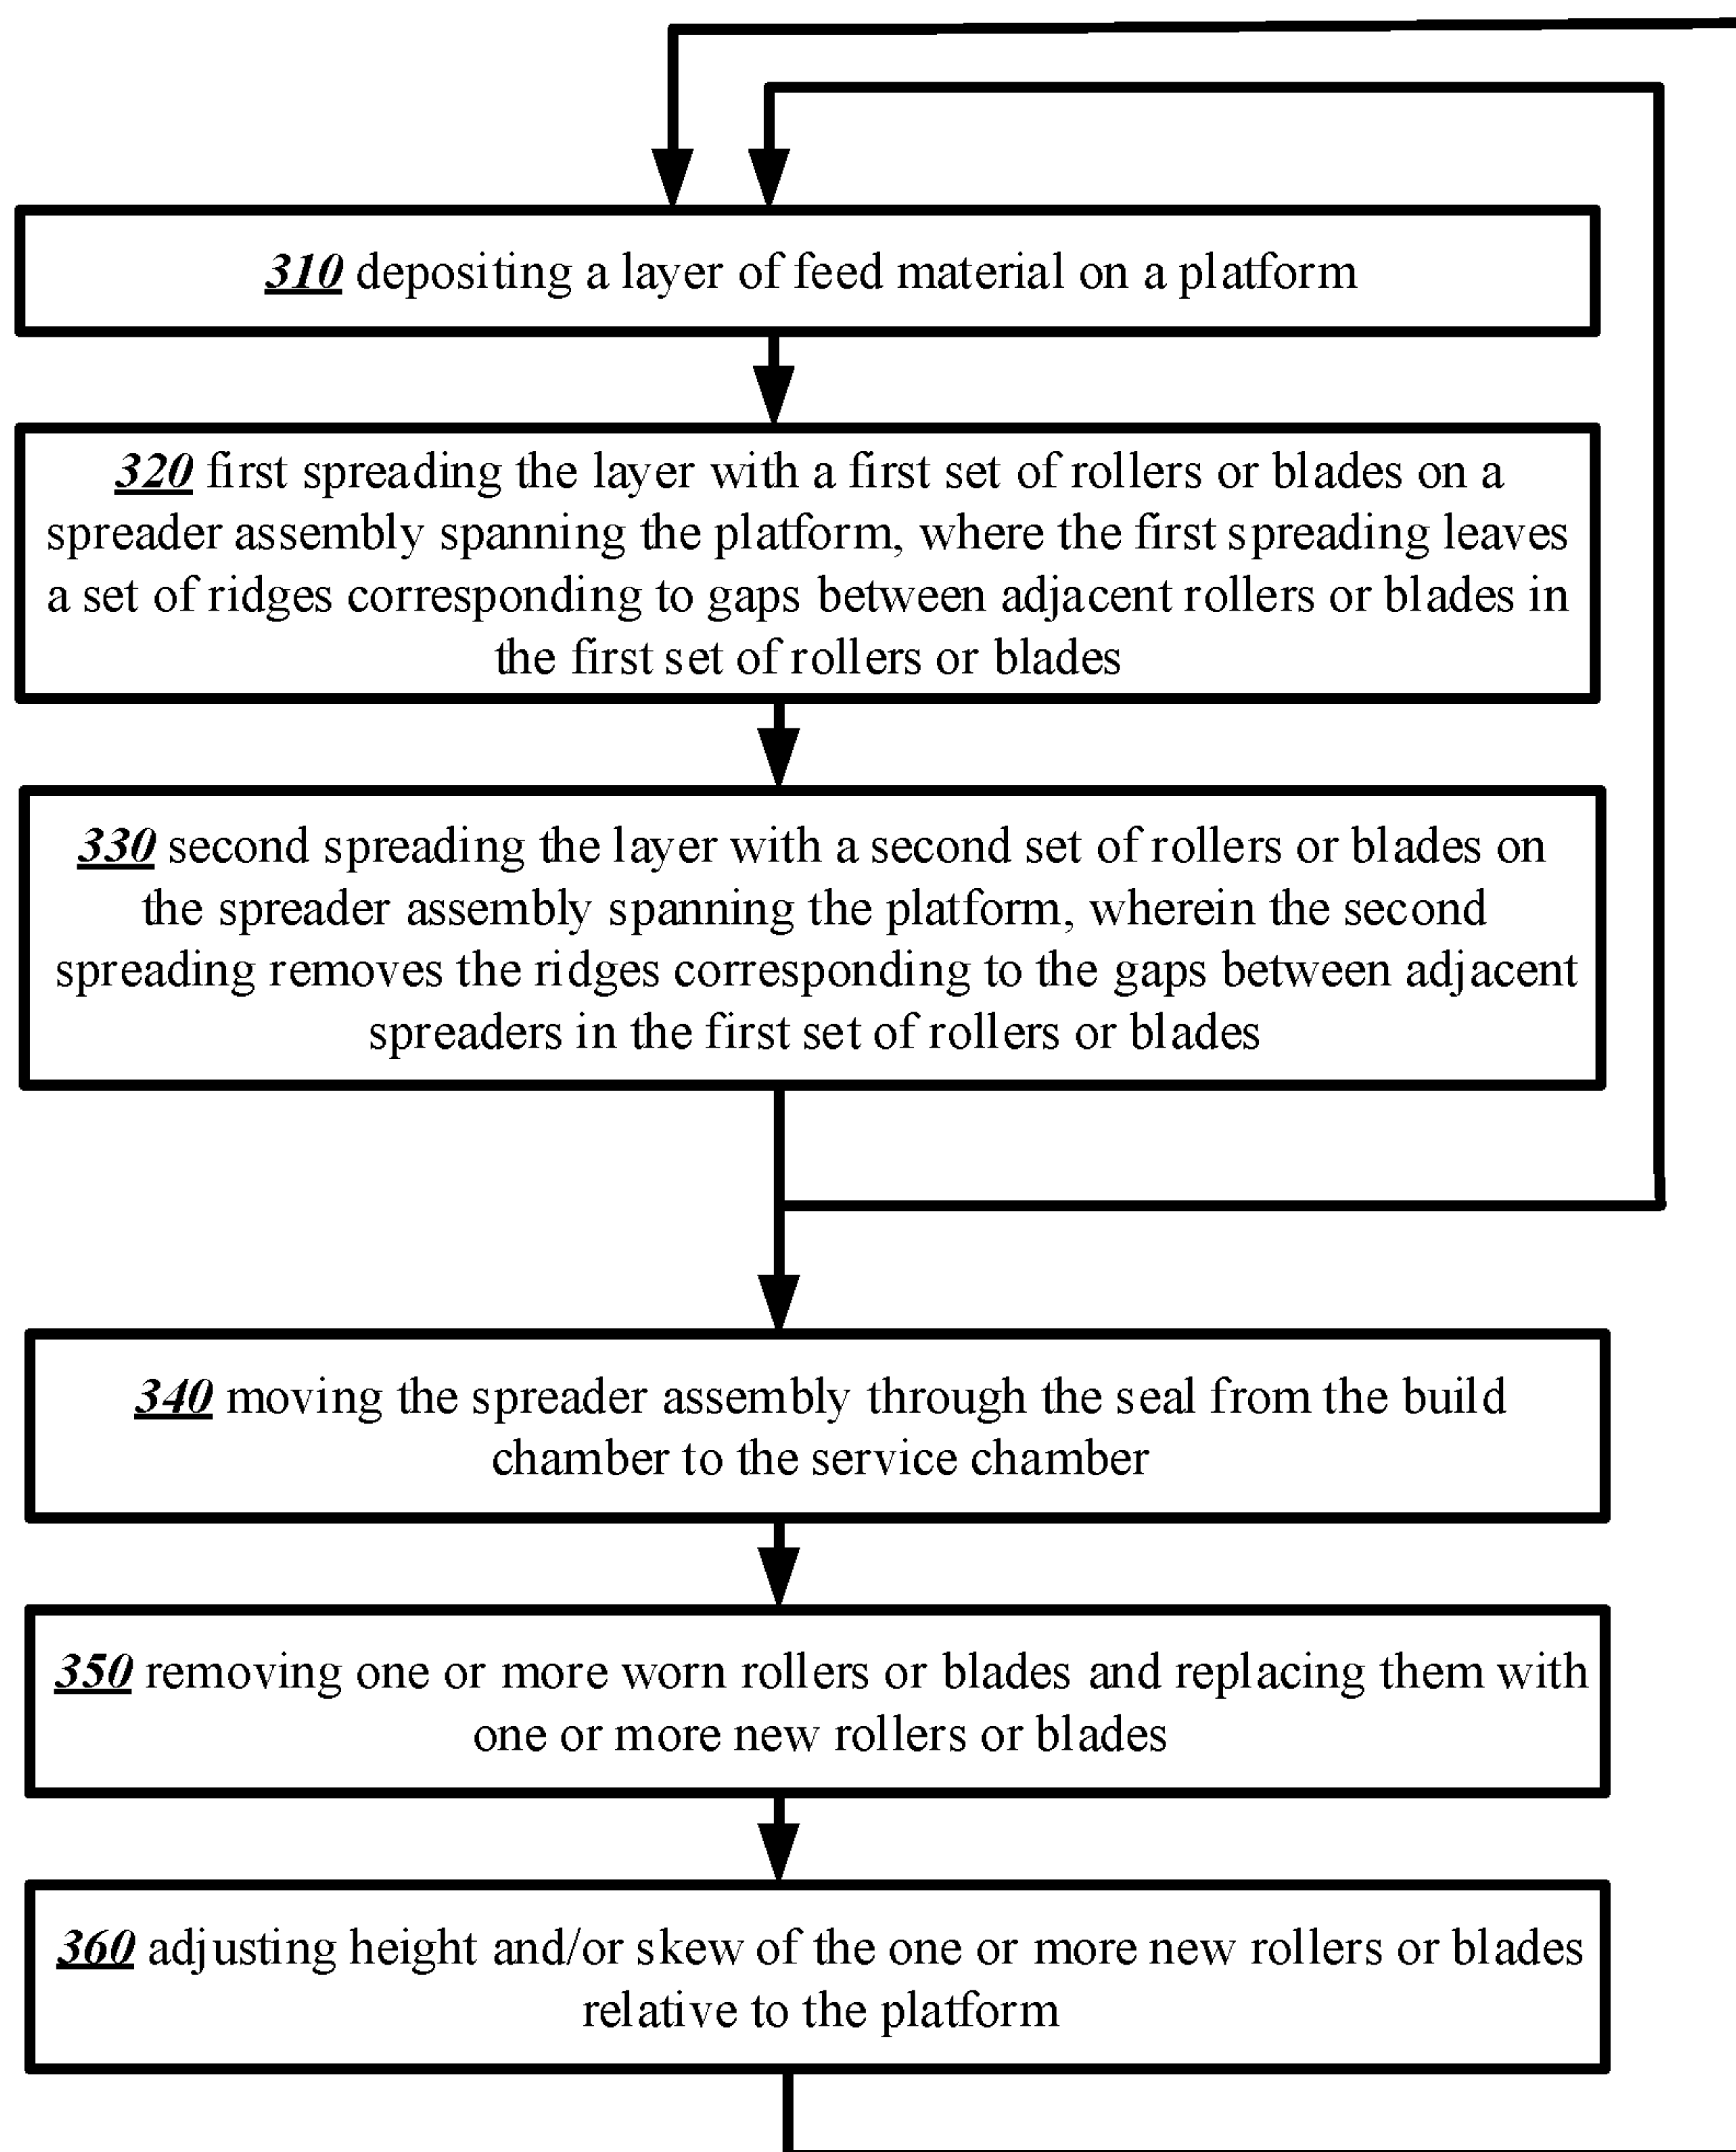 310 depositing a layer of feed material on a platform
320 first spreading the layer with a first set of rollers or blades on a
spreader assembly spanning the platform, where the first spreading leaves
a set of ridges corresponding to gaps between adjacent rollers or blades in
the first set of rollers or blades
330 second spreading the layer with a second set of rollers or blades on
the spreader assembly spanning the platform, wherein the second
spreading removes the ridges corresponding to the gaps between adjacent
spreaders in the first set of rollers or blades
340 moving the spreader assembly through the seal from the build
chamber to the service chamber
350 removing one or more worn rollers or blades and replacing them with
one or more new rollers or blades
360 adjusting height and/or skew of the one or more new rollers or blades
relative to the platform